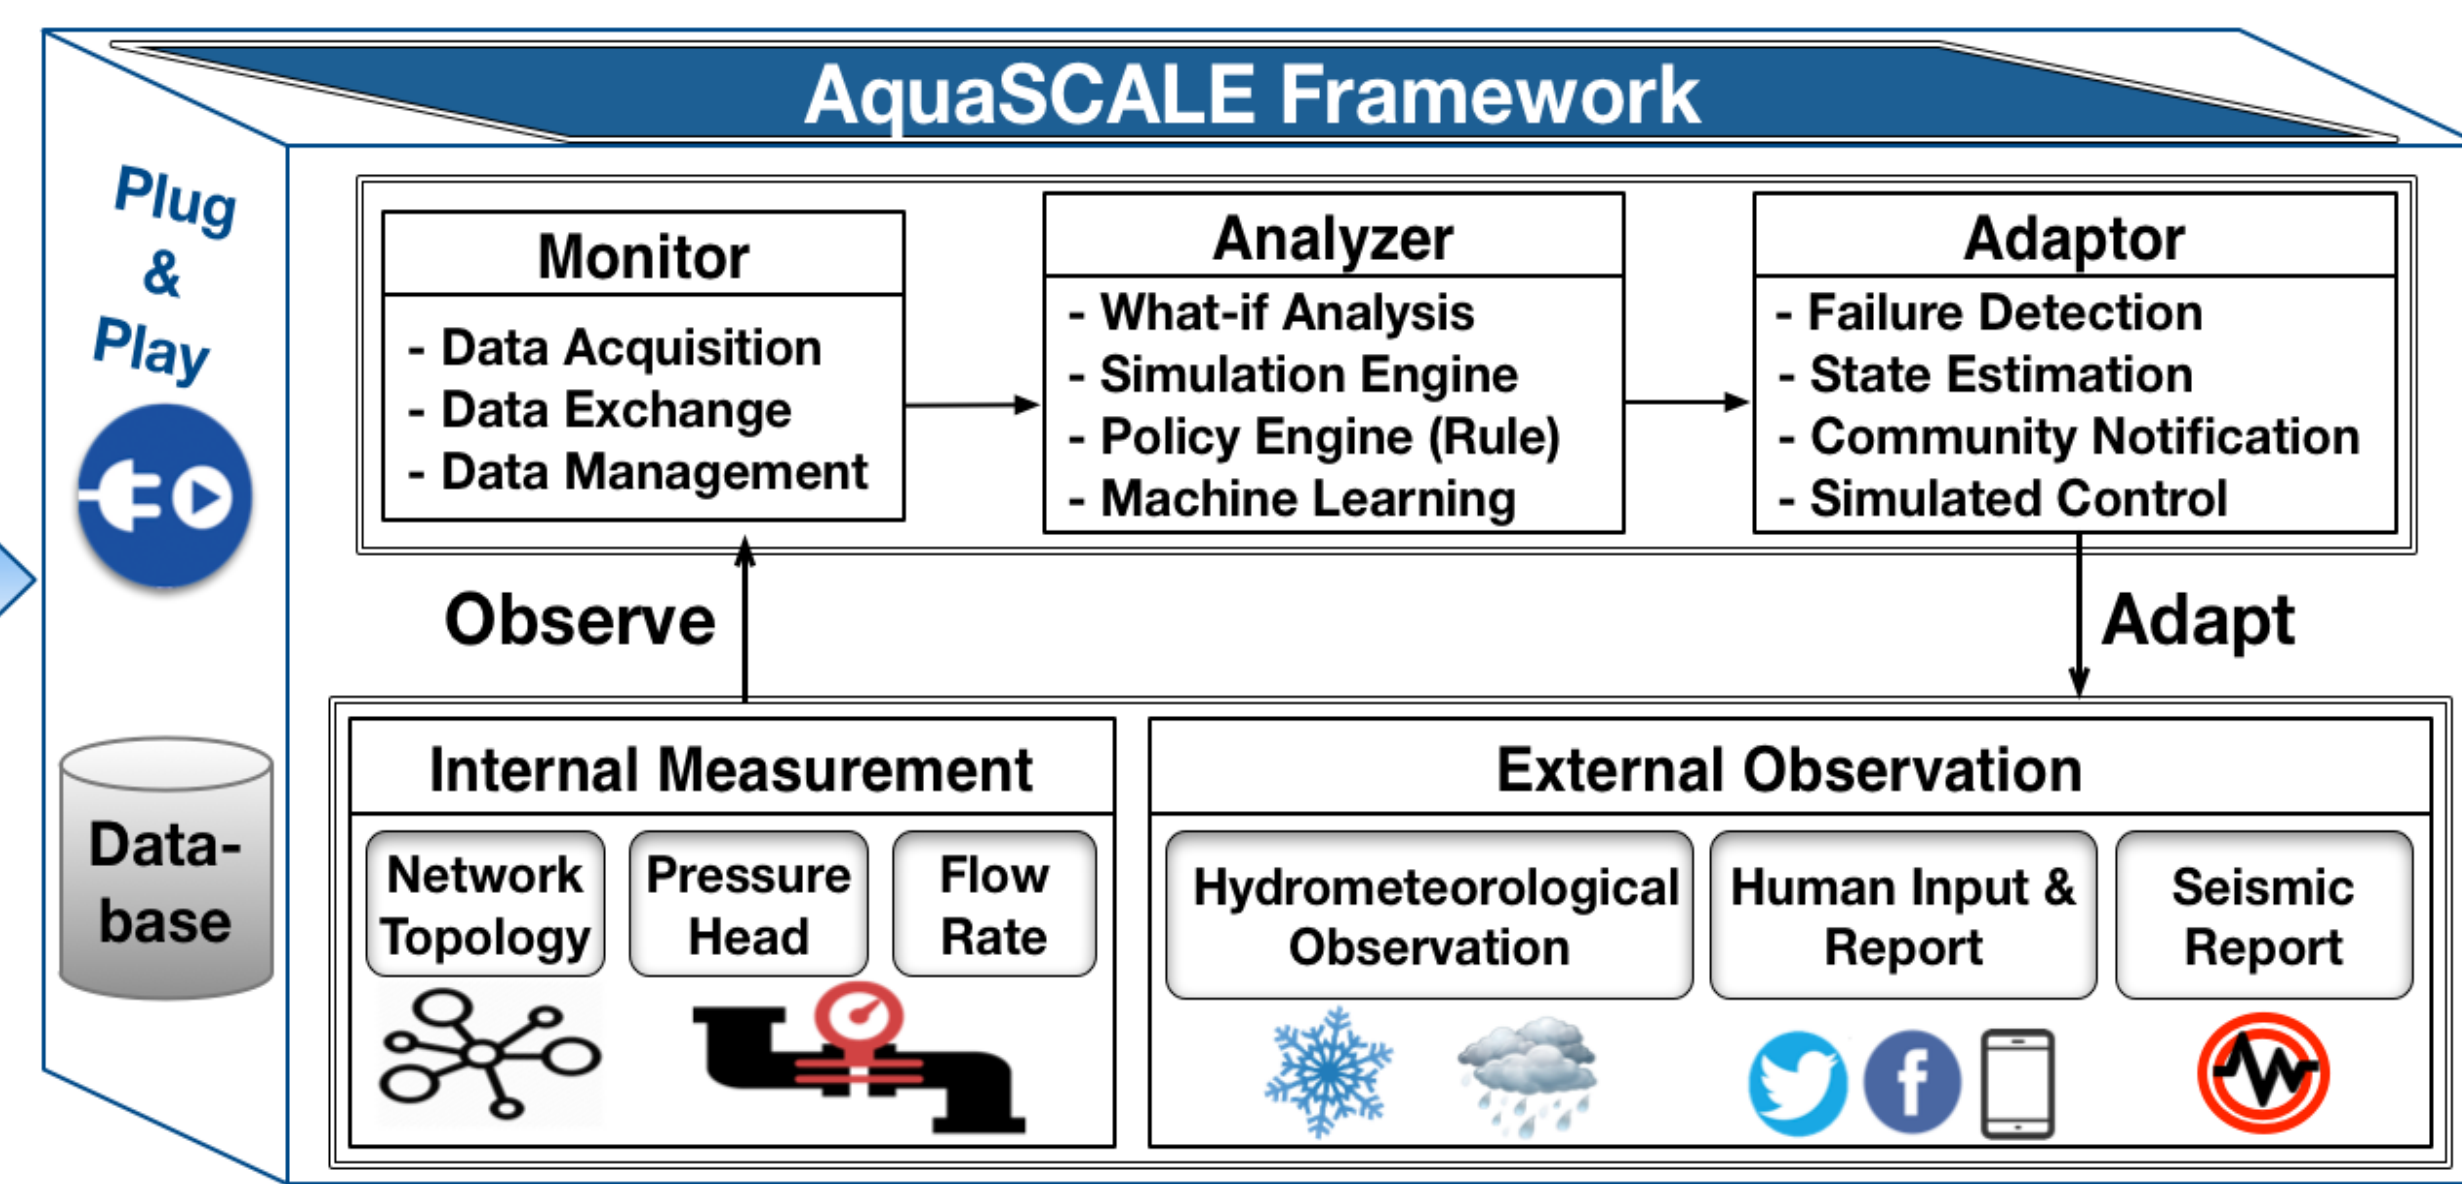 AquaSCALE Framework
Plug
&
Play
Data-
base
Monitor
- Data Acquisition
- Data Exchange
- Data Management
Analyzer
- What-if Analysis
- Simulation Engine
- Policy Engine (Rule)
- Machine Learning
Adaptor
- Failure Detection
- State Estimation
- Community Notification
- Simulated Control
Observe
Adapt
Internal Measurement
Network
Topology
Pressure
Head
Flow
Rate
External Observation
Hydrometeorological
Observation
Human Input &
Report
Seismic
Report